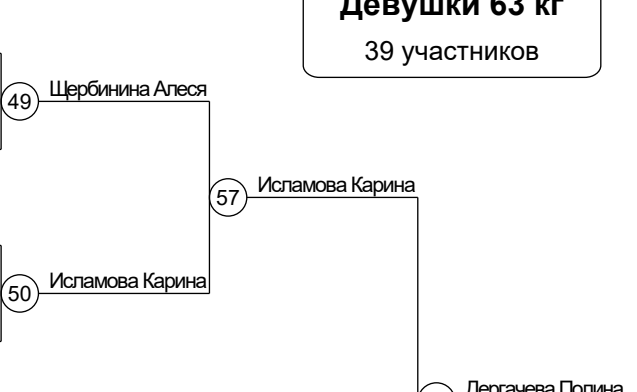 Девушки 63 кг
39 участников
49 Щербинина Алеся
57 Исламова Карина
50 Исламова Карина
Дергачева Полина